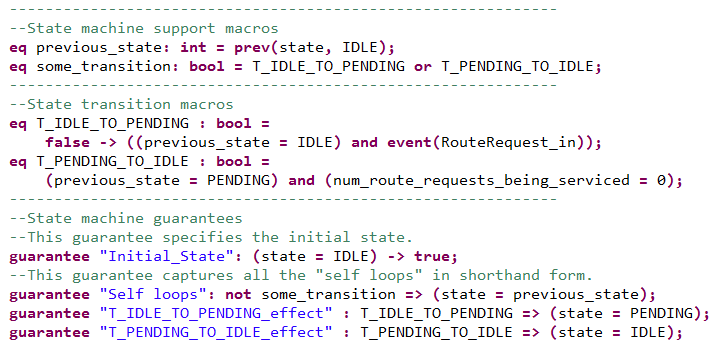 ------------------------------------------------------
--State machine support macros
eq previous_state: int = prev(state, IDLE);
eq some_transition: bool = T_IDLE_TO_PENDING or T_PENDING_TO_IDLE;
------------------------------------------------------
--State transition macros
eq T_IDLE_TO_PENDING : bool =
    false -> ((previous_state = IDLE) and event(RouteRequest_in));
eq T_PENDING_TO_IDLE : bool =
    (previous_state = PENDING) and (num_route_requests_being_serviced = 0);
------------------------------------------------------
--State machine guarantees
--This guarantee specifies the initial state.
guarantee "Initial_State": (state = IDLE) -> true;
--This guarantee captures all the "self loops" in shorthand form.
guarantee "Self loops": not some_transition => (state = previous_state);
guarantee "T_IDLE_TO_PENDING_effect" : T_IDLE_TO_PENDING => (state = PENDING);
guarantee "T_PENDING_TO_IDLE_effect" : T_PENDING_TO_IDLE => (state = IDLE);